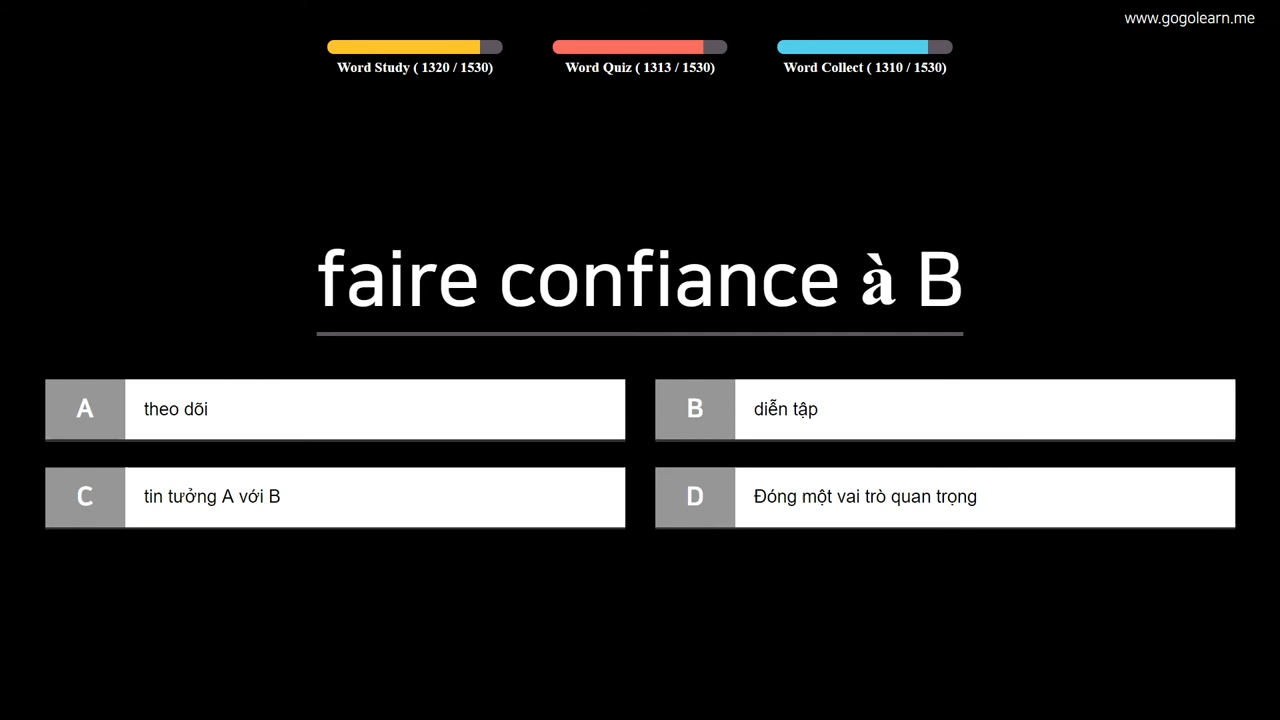 www.gogolearn.me
Word Study ( 1320 / 1530)
Word Quiz ( 1313 / 1530)
Word Collect ( 1310 / 1530)
faire confiance à B
A theo dõi
B diễn tập
C tin tưởng A với B
D Đóng một vai trò quan trọng